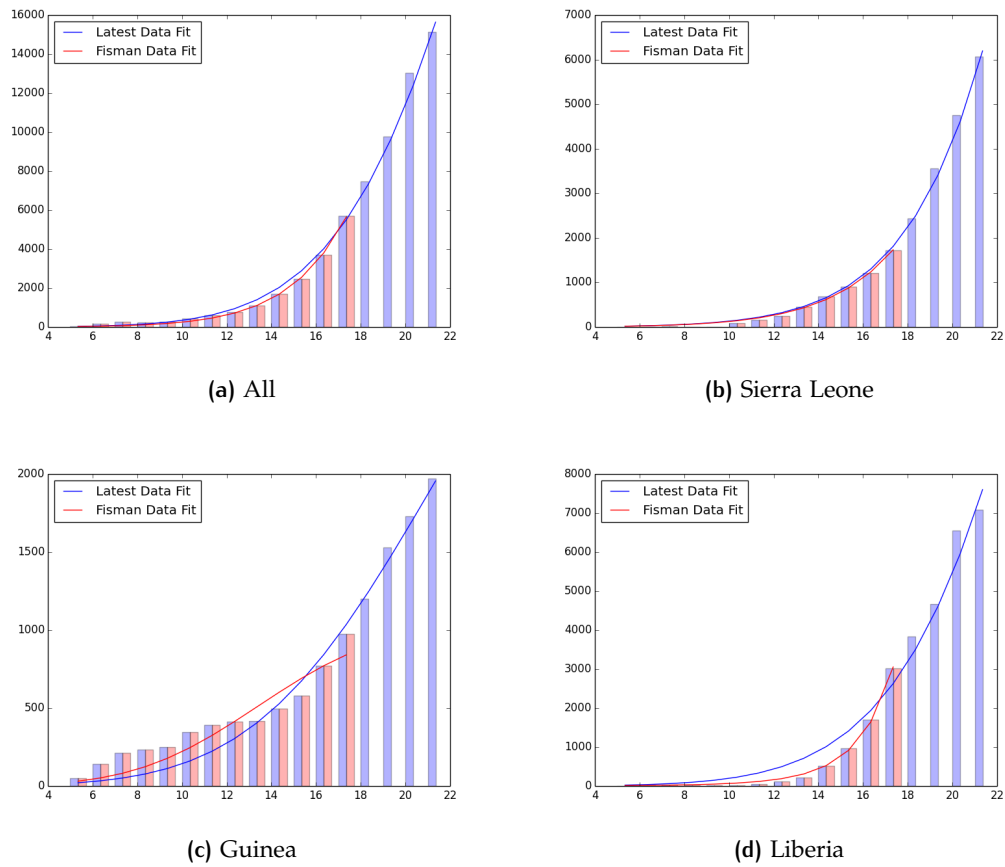 16000
14000
12000
10000
8000
6000
4000
2000
0
4 6 8 10 12 14 16 18 20 22
Latest Data Fit
Fisman Data Fit
(a) All
7000
6000
5000
4000
3000
2000
1000
0
4 6 8 10 12 14 16 18 20 22
Latest Data Fit
Fisman Data Fit
(b) Sierra Leone
2000
1500
1000
500
0
4 6 8 10 12 14 16 18 20 22
Latest Data Fit
Fisman Data Fit
(c) Guinea
8000
7000
6000
5000
4000
3000
2000
1000
0
4 6 8 10 12 14 16 18 20 22
Latest Data Fit
Fisman Data Fit
(d) Liberia